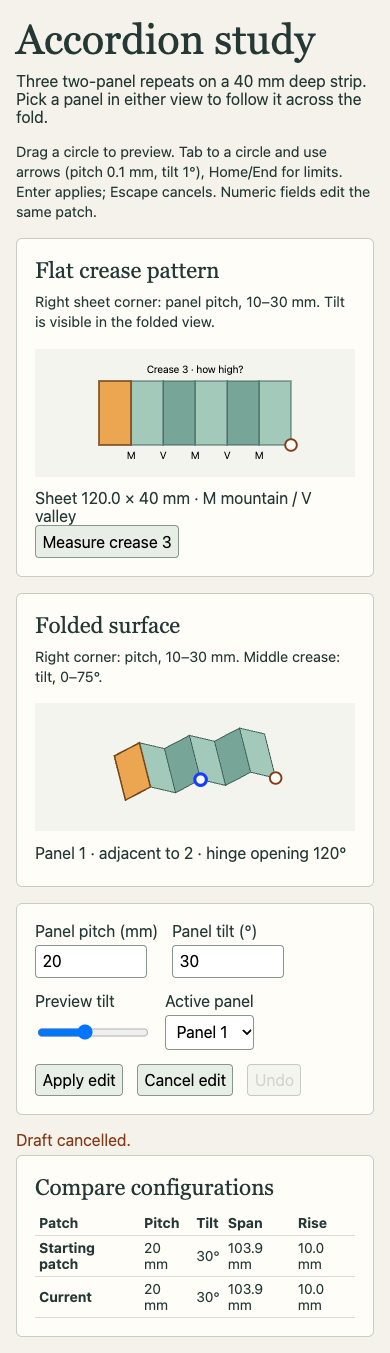 Accordion study
Three two-panel repeats on a 40 mm deep strip.
Pick a panel in either view to follow it across the
fold.
Drag a circle to preview. Tab to a circle and use
arrows (pitch 0.1 mm, tilt 1°), Home/End for limits.
Enter applies; Escape cancels. Numeric fields edit the
same patch.
Flat crease pattern
Right sheet corner: panel pitch, 10–30 mm. Tilt
is visible in the folded view.
Crease 3 · how high?
M V M V M
Sheet 120.0 × 40 mm · M mountain / V
valley
Measure crease 3
Folded surface
Right corner: pitch, 10–30 mm. Middle crease:
tilt, 0–75°.
Panel 1 · adjacent to 2 · hinge opening 120°
Panel pitch (mm) Panel tilt (°)
20 30
Preview tilt Active panel
Panel 1
Apply edit Cancel edit Undo
Draft cancelled.
Compare configurations
Patch Pitch Tilt Span Rise
Starting patch 20 mm 30° 103.9 mm 10.0 mm
Current 20 mm 30° 103.9 mm 10.0 mm